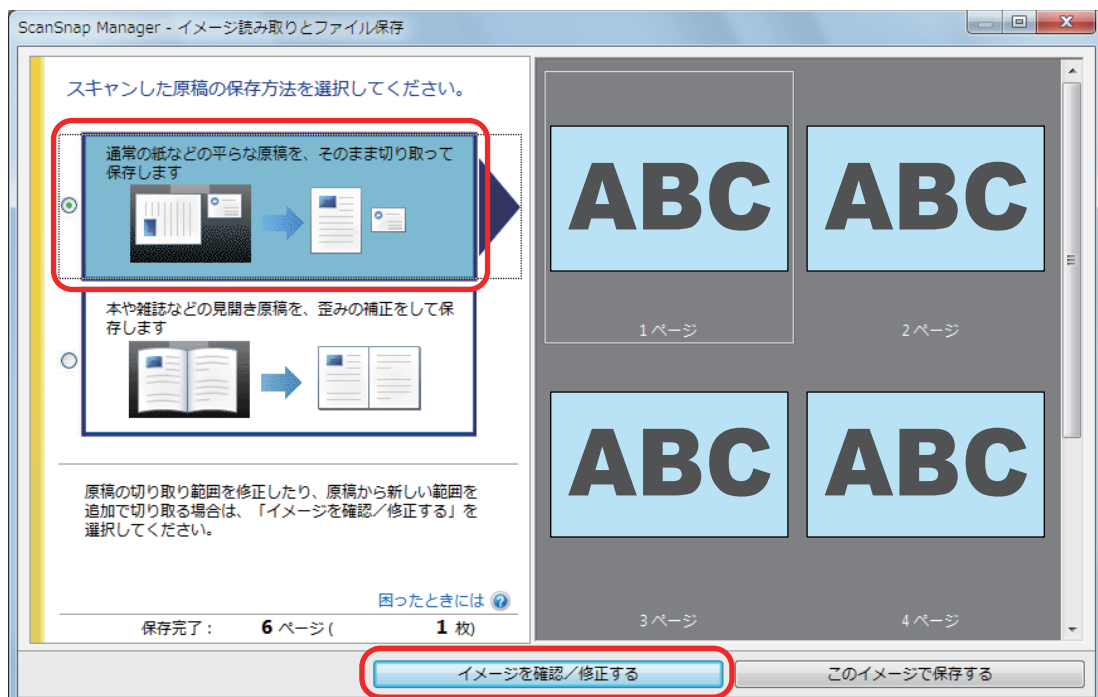 ScanSnap Manager - イメージ読み取りとファイル保存
スキャンした原稿の保存方法を選択してください。
通常の紙などの平らな原稿を、そのまま切り取って
保存します
本や雑誌などの見開き原稿を、歪みの補正をして保
存します
原稿の切り取り範囲を修正したり、原稿から新しい範囲を
追加で切り取る場合は、「イメージを確認／修正する」を
選択してください。
困ったときには
保存完了： 6 ページ( 1 枚)
ABC ABC
1 ページ 2 ページ
ABC ABC
3 ページ 4 ページ
イメージを確認／修正する このイメージで保存する